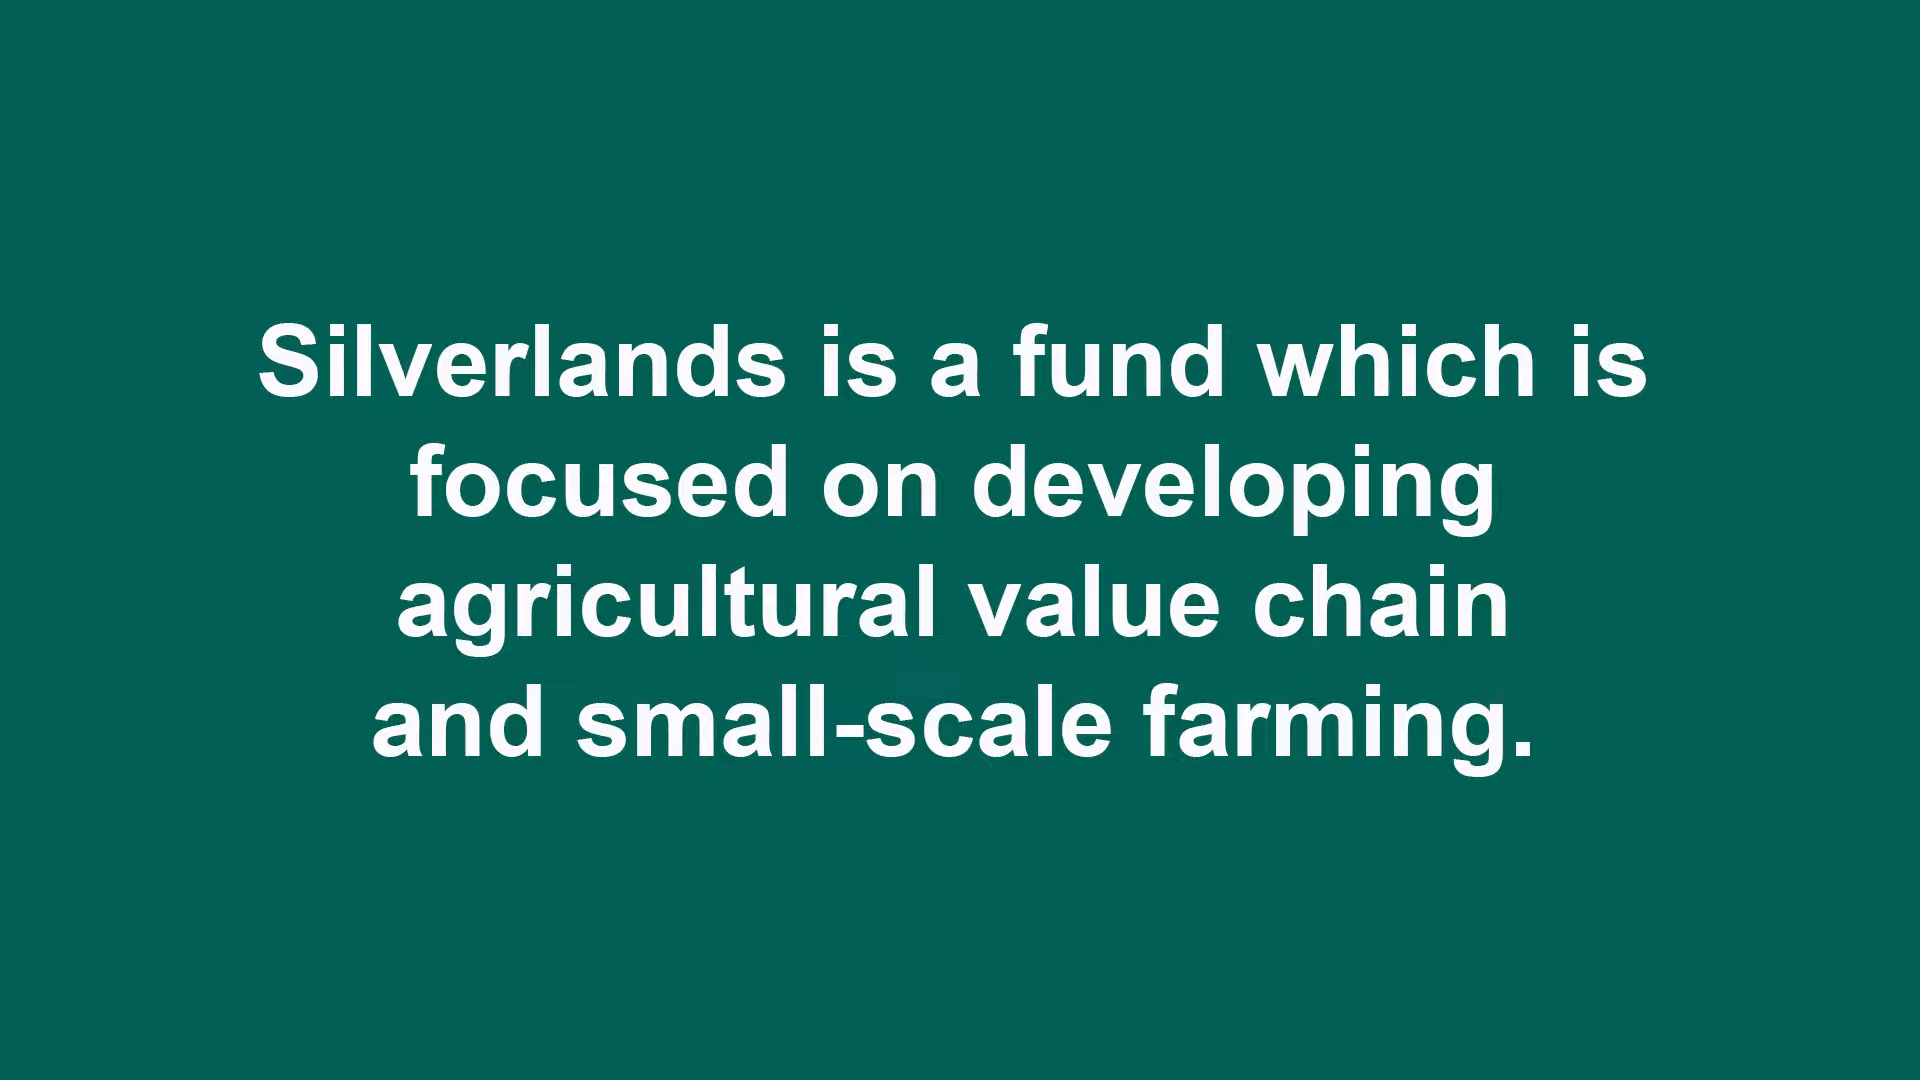 Silverlands is a fund which is
focused on developing
agricultural value chain
and small-scale farming.